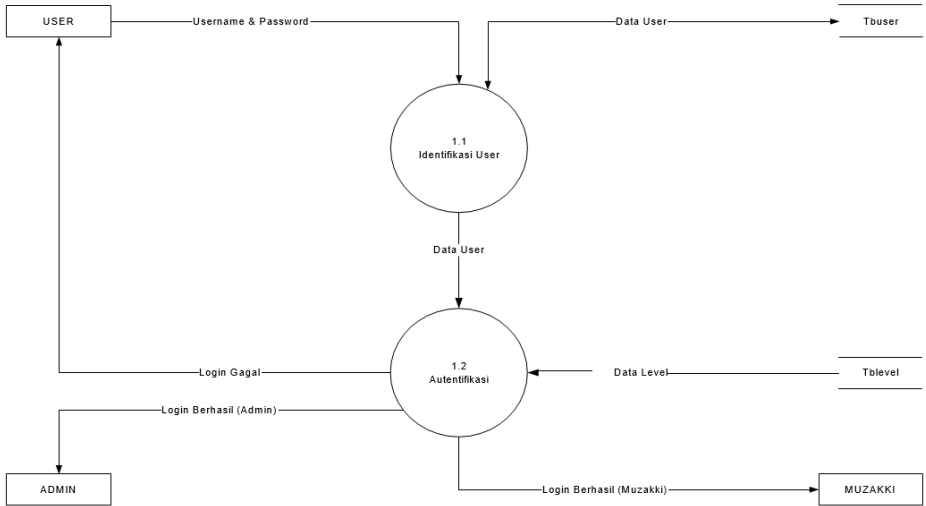 USER
Username & Password
Data User
Tbuser
1.1
Identifikasi User
Data User
1.2
Autentifikasi
Login Gagal
Data Level
Tblevel
Login Berhasil (Admin)
ADMIN
Login Berhasil (Muzakki)
MUZAKKI